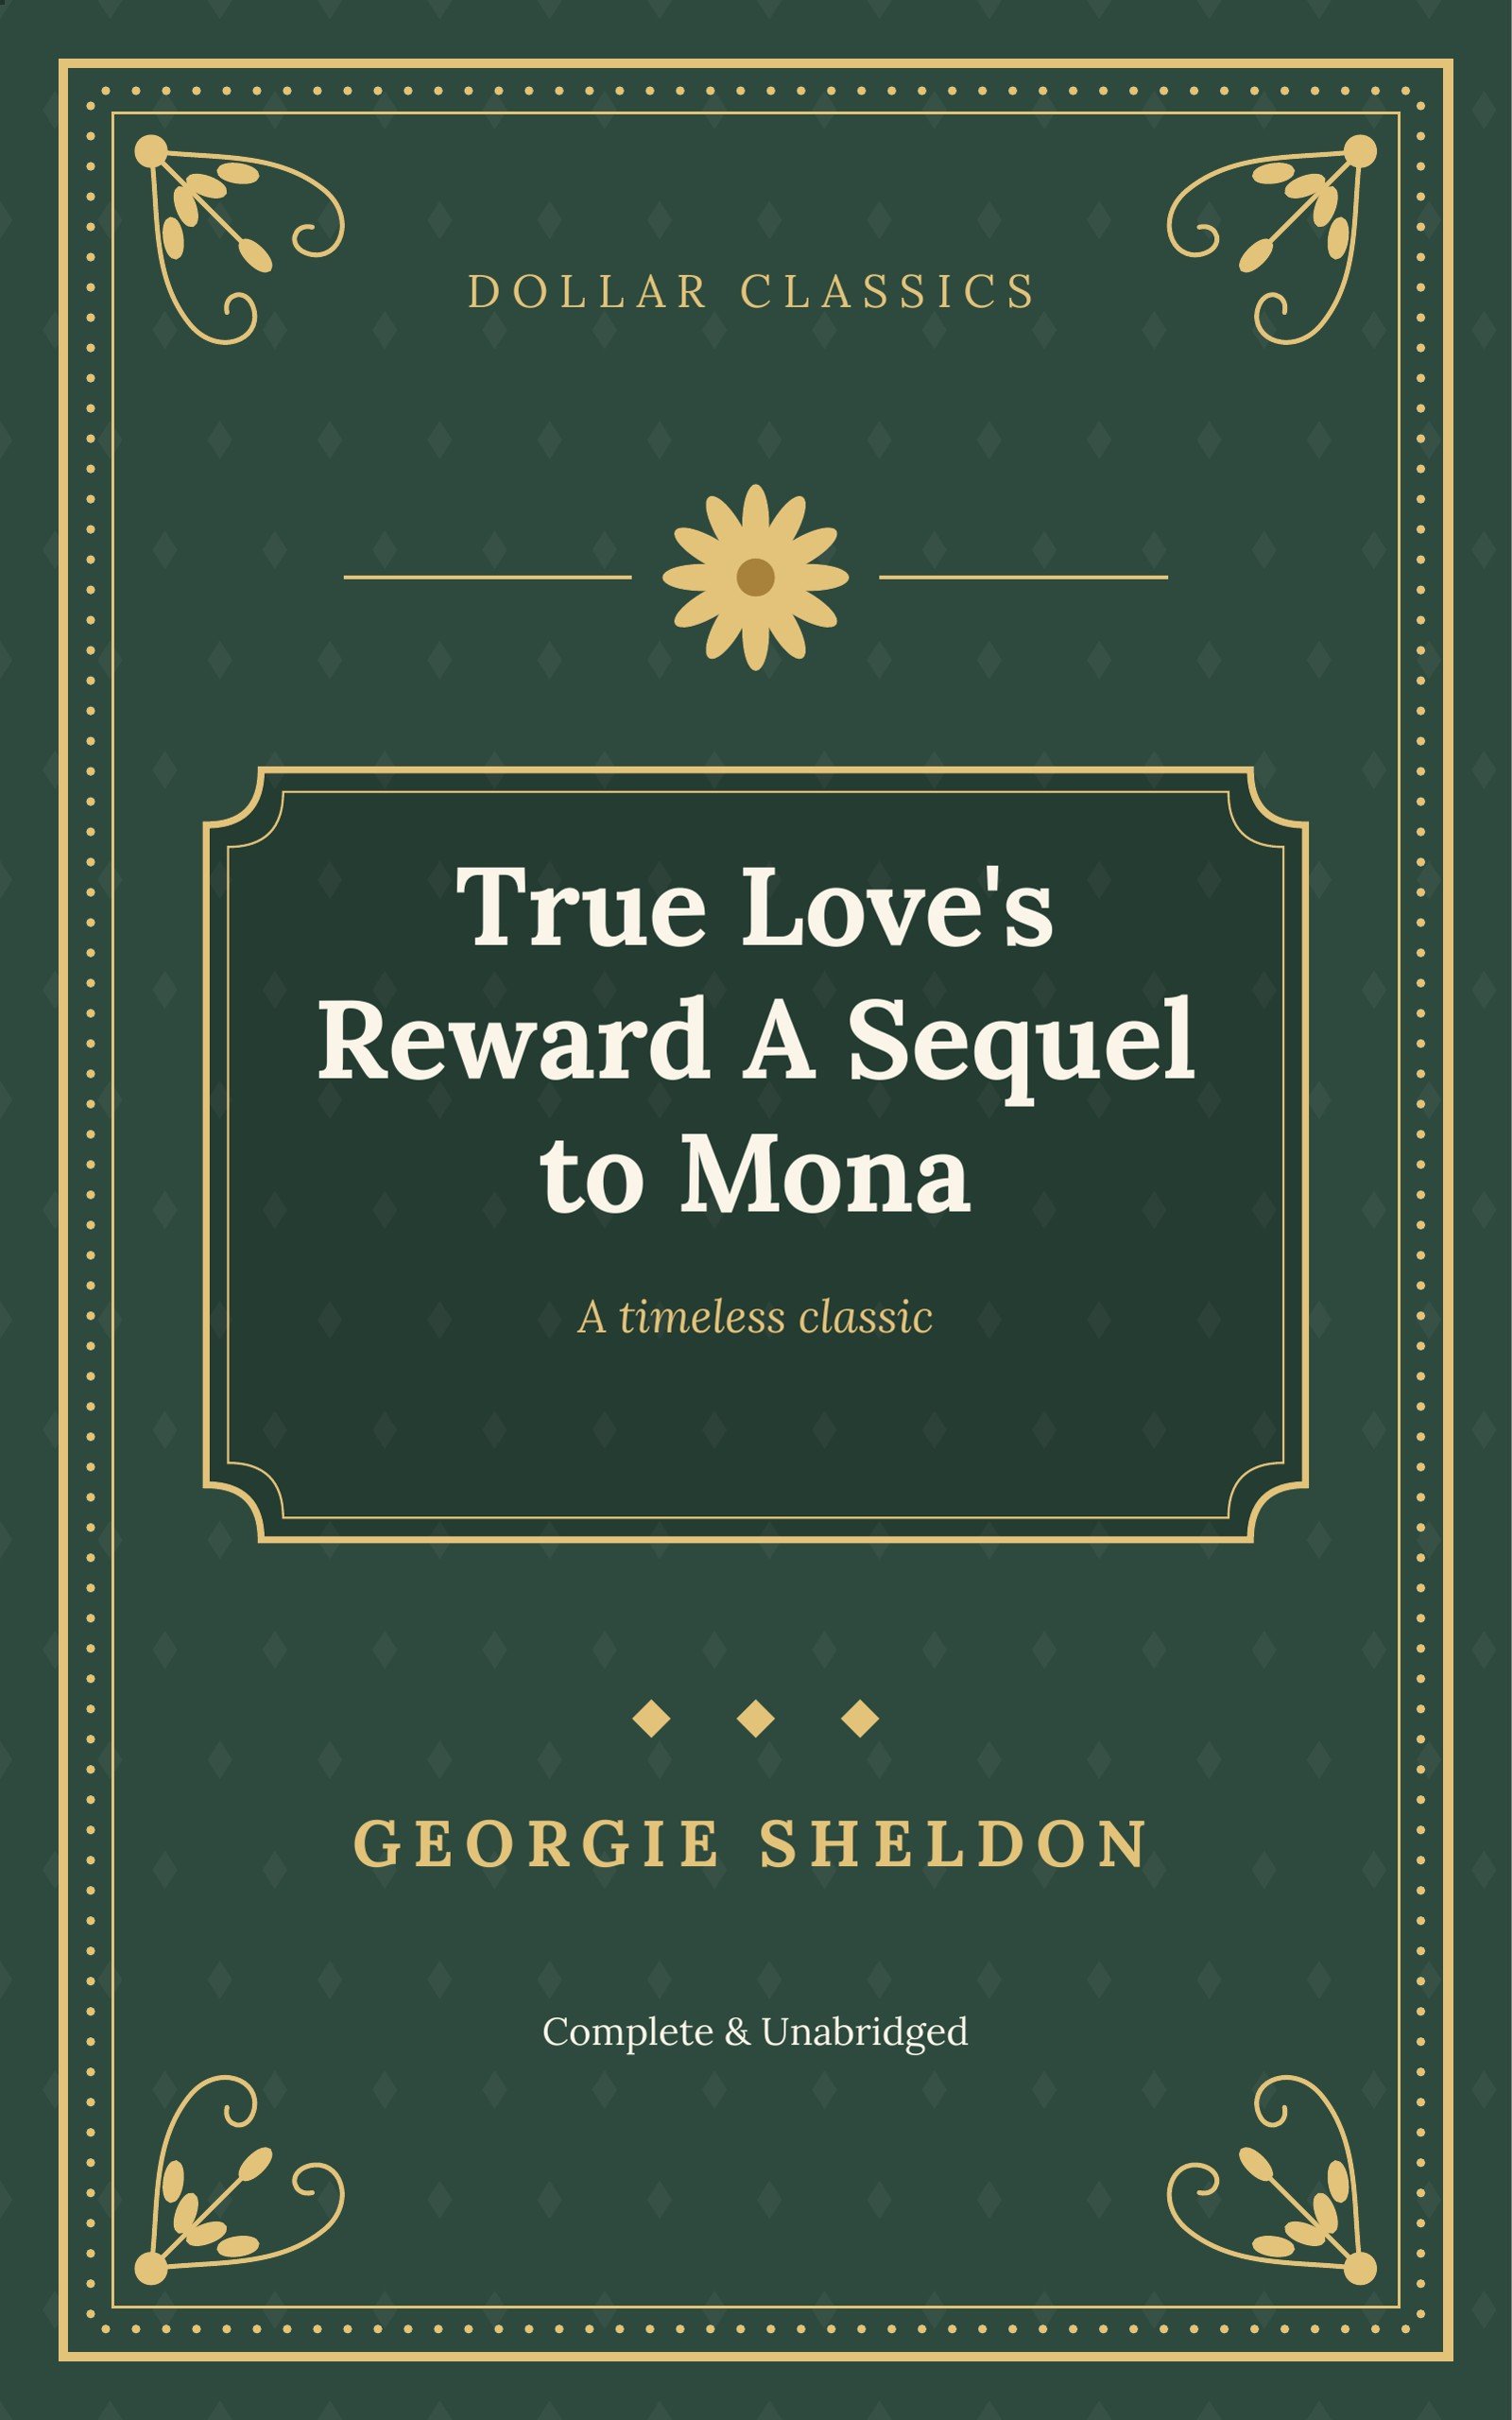 DOLLAR CLASSICS
True Love's
Reward A Sequel
to Mona
A timeless classic
GEORGIE SHELDON
Complete & Unabridged